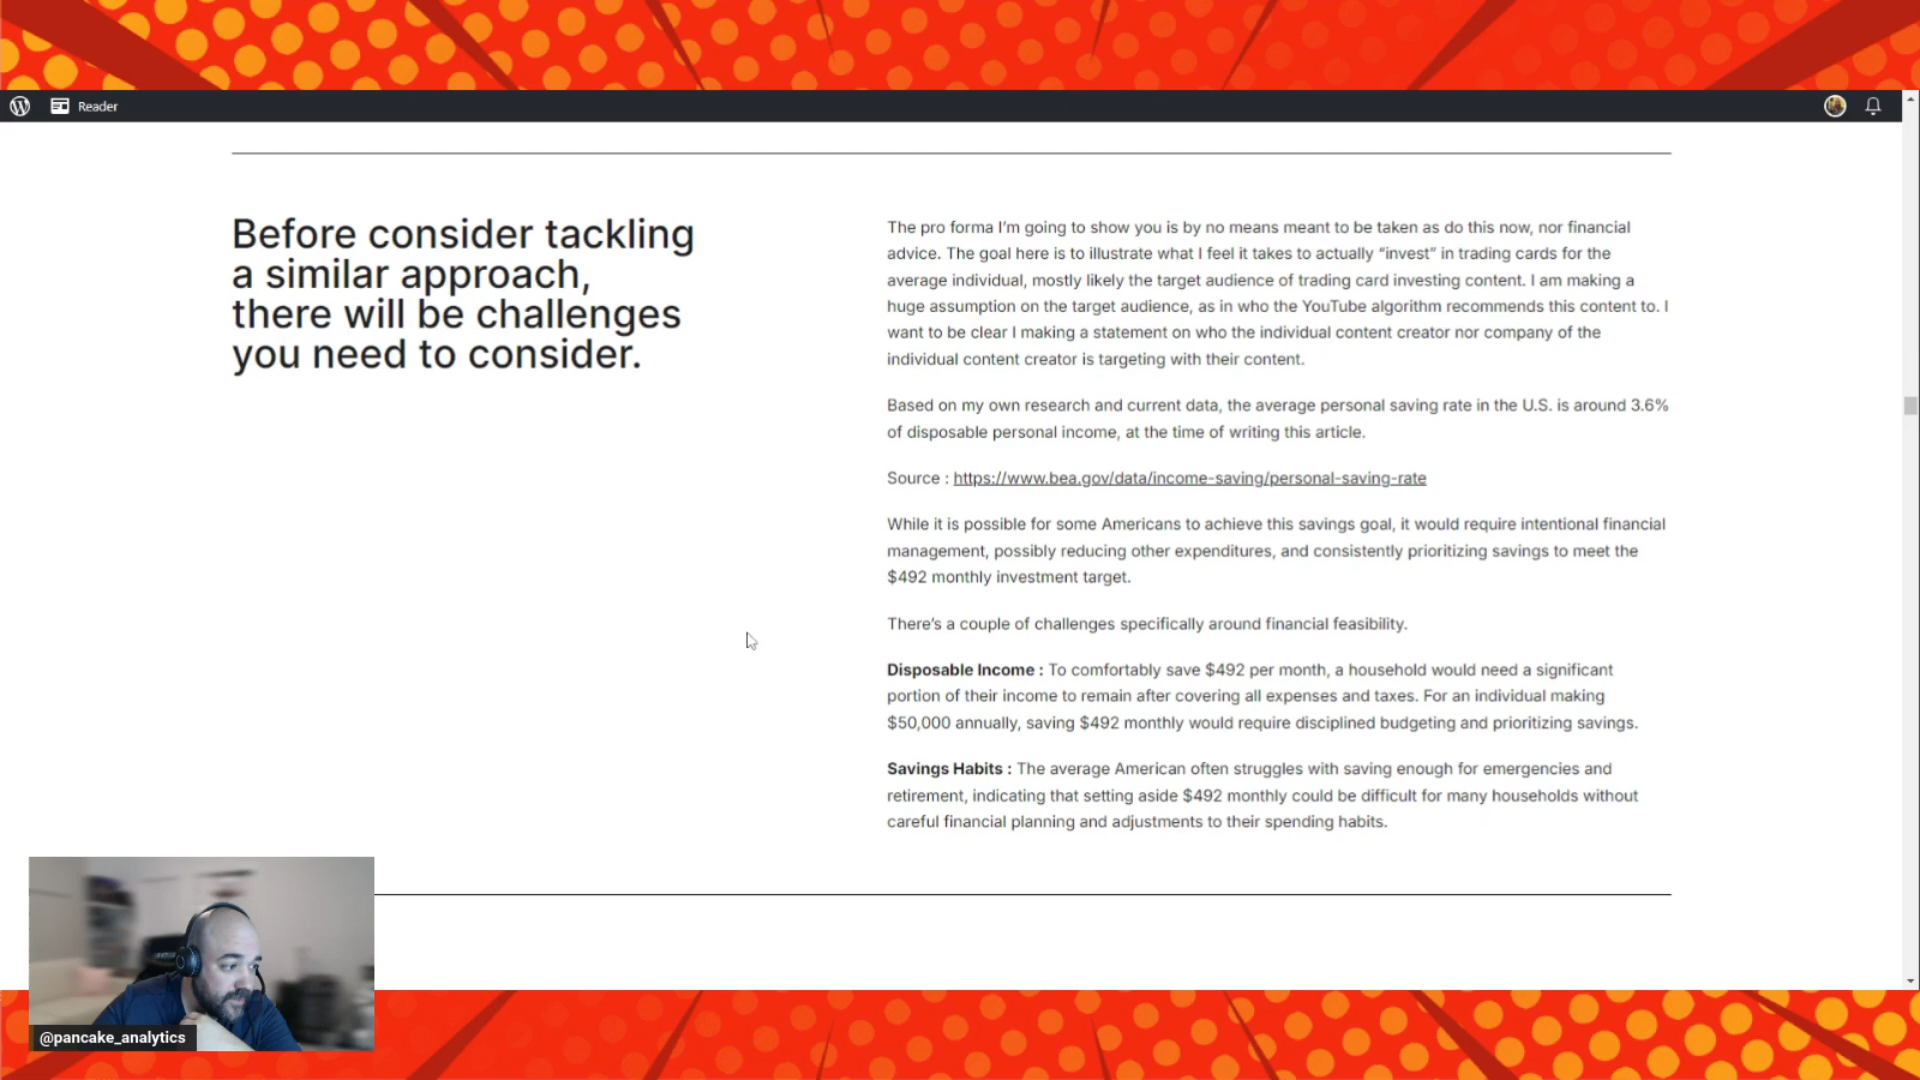 Reader
Before consider tackling
a similar approach,
there will be challenges
you need to consider.
The pro forma I’m going to show you is by no means meant to be taken as do this now, nor financial
advice. The goal here is to illustrate what I feel it takes to actually “invest” in trading cards for the
average individual, mostly likely the target audience of trading card investing content. I am making a
huge assumption on the target audience, as in who the YouTube algorithm recommends this content to. I
want to be clear I making a statement on who the individual content creator nor company of the
individual content creator is targeting with their content.
Based on my own research and current data, the average personal saving rate in the U.S. is around 3.6%
of disposable personal income, at the time of writing this article.
Source : https://www.bea.gov/data/income-saving/personal-saving-rate
While it is possible for some Americans to achieve this savings goal, it would require intentional financial
management, possibly reducing other expenditures, and consistently prioritizing savings to meet the
$492 monthly investment target.
There’s a couple of challenges specifically around financial feasibility.
Disposable Income : To comfortably save $492 per month, a household would need a significant
portion of their income to remain after covering all expenses and taxes. For an individual making
$50,000 annually, saving $492 monthly would require disciplined budgeting and prioritizing savings.
Savings Habits : The average American often struggles with saving enough for emergencies and
retirement, indicating that setting aside $492 monthly could be difficult for many households without
careful financial planning and adjustments to their spending habits.
@pancake_analytics